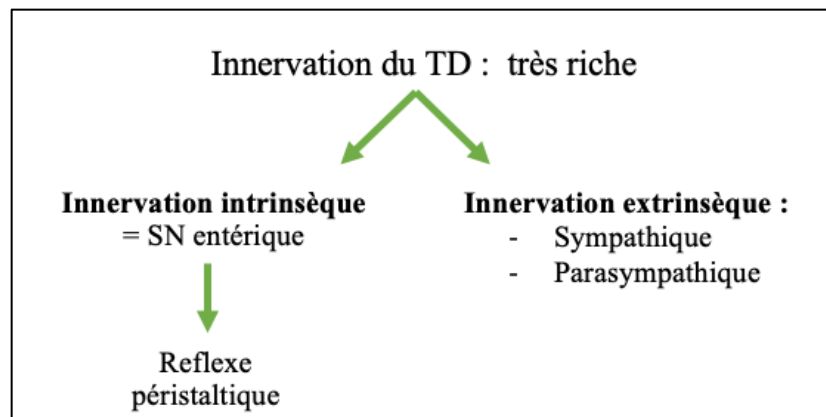 Innervation du TD : très riche
Innervation intrinsèque
= SN entérique
Innervation extrinsèque :
- Sympathique
- Parasympathique
Reflexe
péristaltique